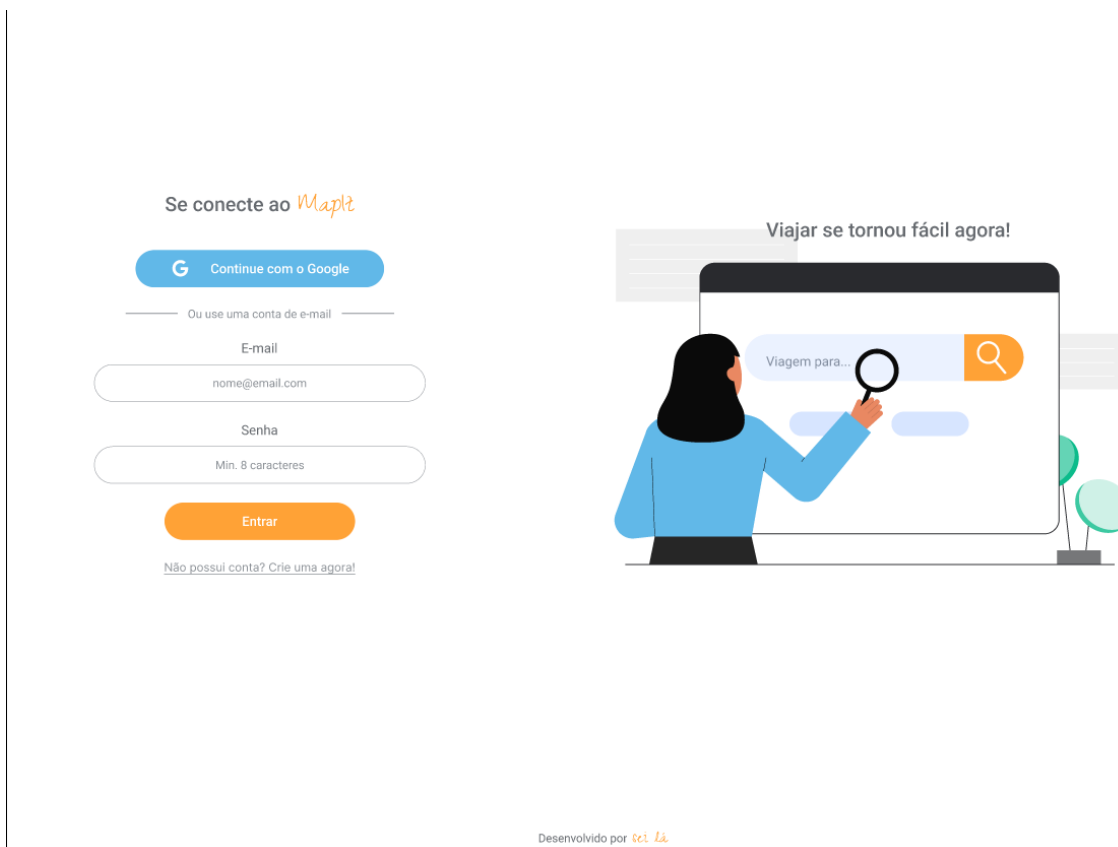 Se conecte ao MapIt
G Continue com o Google
Ou use uma conta de e-mail
E-mail
nome@email.com
Senha
Min. 8 caracteres
Entrar
Não possui conta? Crie uma agora!
Viajar se tornou fácil agora!
Viagem para...
Desenvolvido por